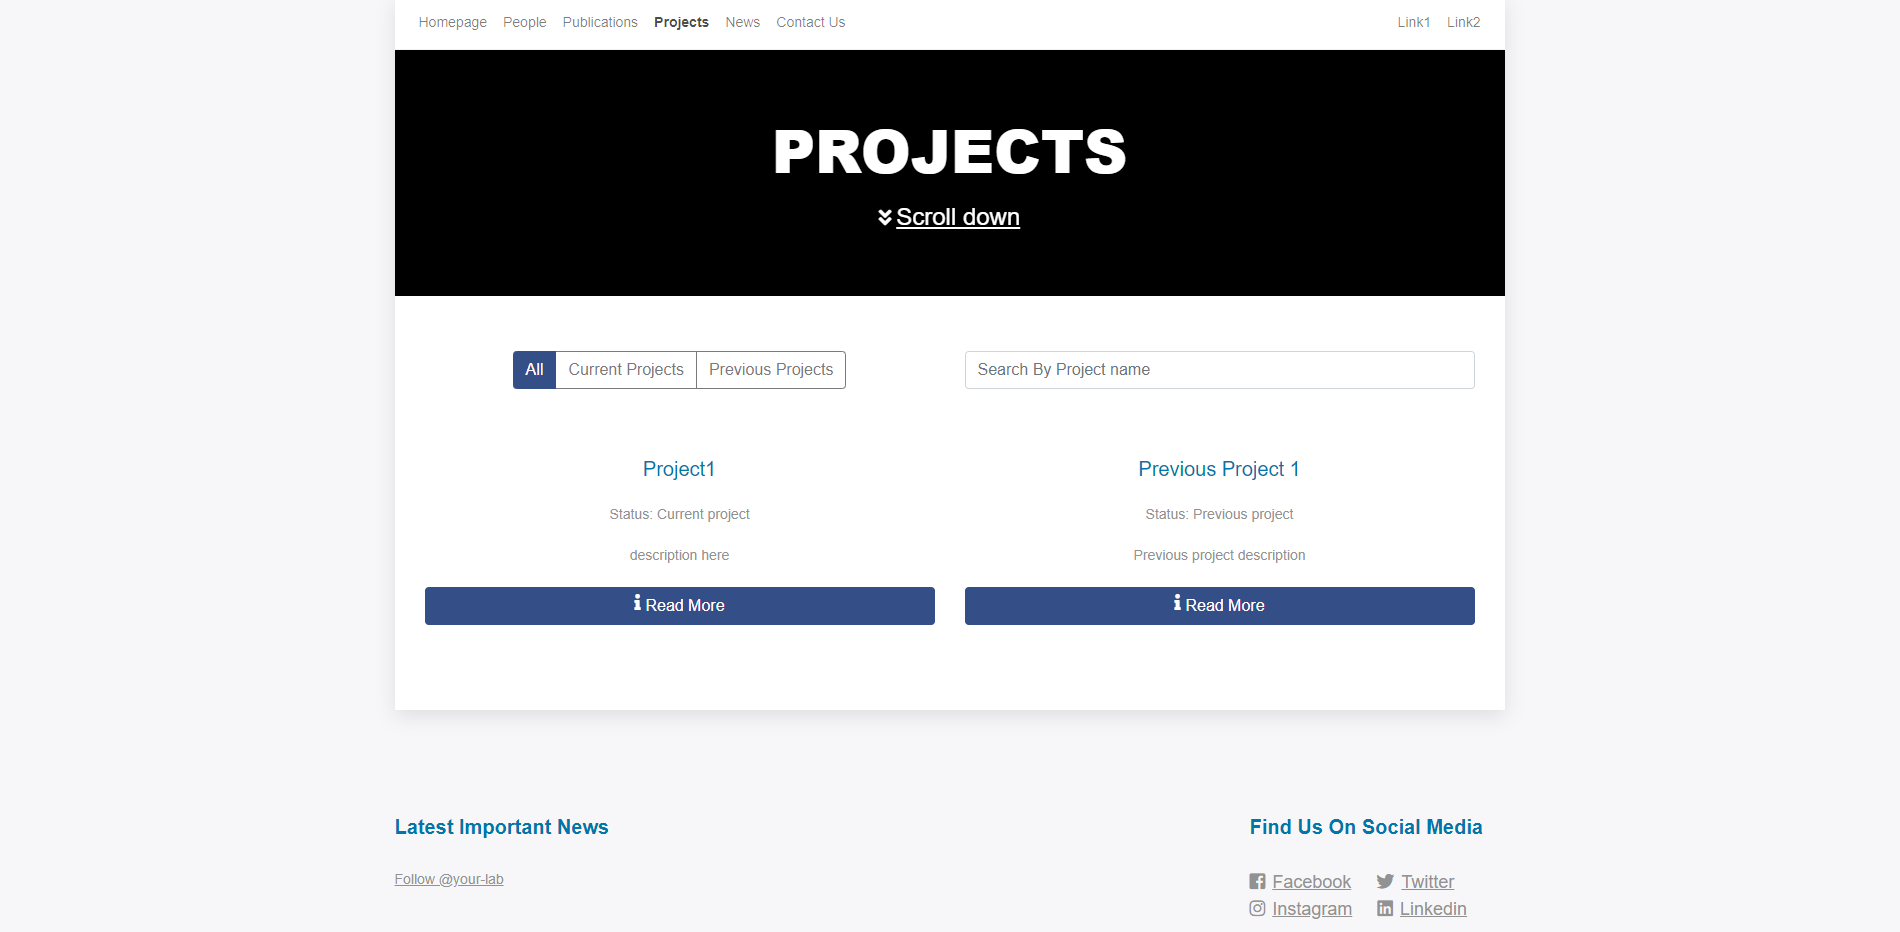 Homepage People Publications Projects News Contact Us Link1 Link2
PROJECTS
Scroll down
All Current Projects Previous Projects Search By Project name
Project1
Status: Current project
description here
Read More
Previous Project 1
Status: Previous project
Previous project description
Read More
Latest Important News
Follow @your-lab
Find Us On Social Media
Facebook Twitter
Instagram Linkedin